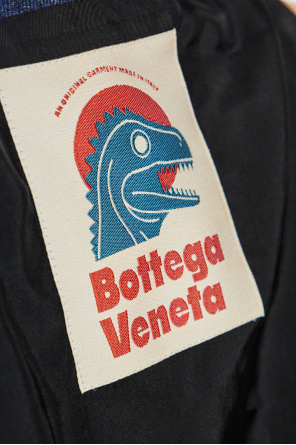 AN ORIGINAL GARMENT MADE IN ITALY
Bottega
Veneta